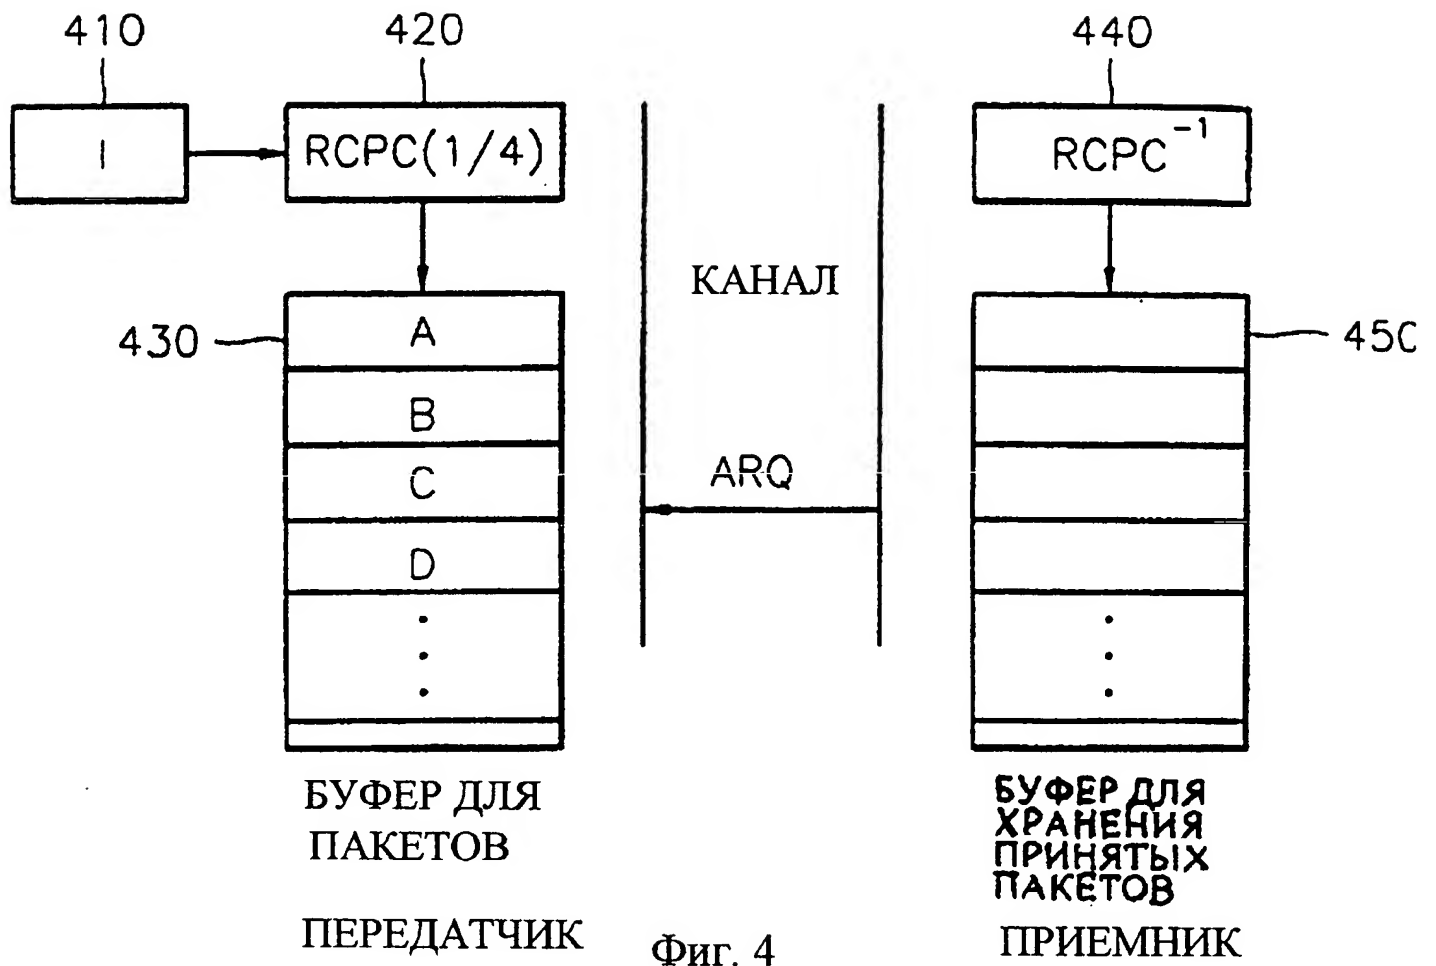 410
420
440
I
RCPC(1/4)
RCPC⁻¹
КАНАЛ
430
A
450
B
C
ARQ
D
БУФЕР ДЛЯ
ПАКЕТОВ
БУФЕР ДЛЯ
ХРАНЕНИЯ
ПРИНЯТЫХ
ПАКЕТОВ
ПЕРЕДАТЧИК
Фиг. 4
ПРИЕМНИК